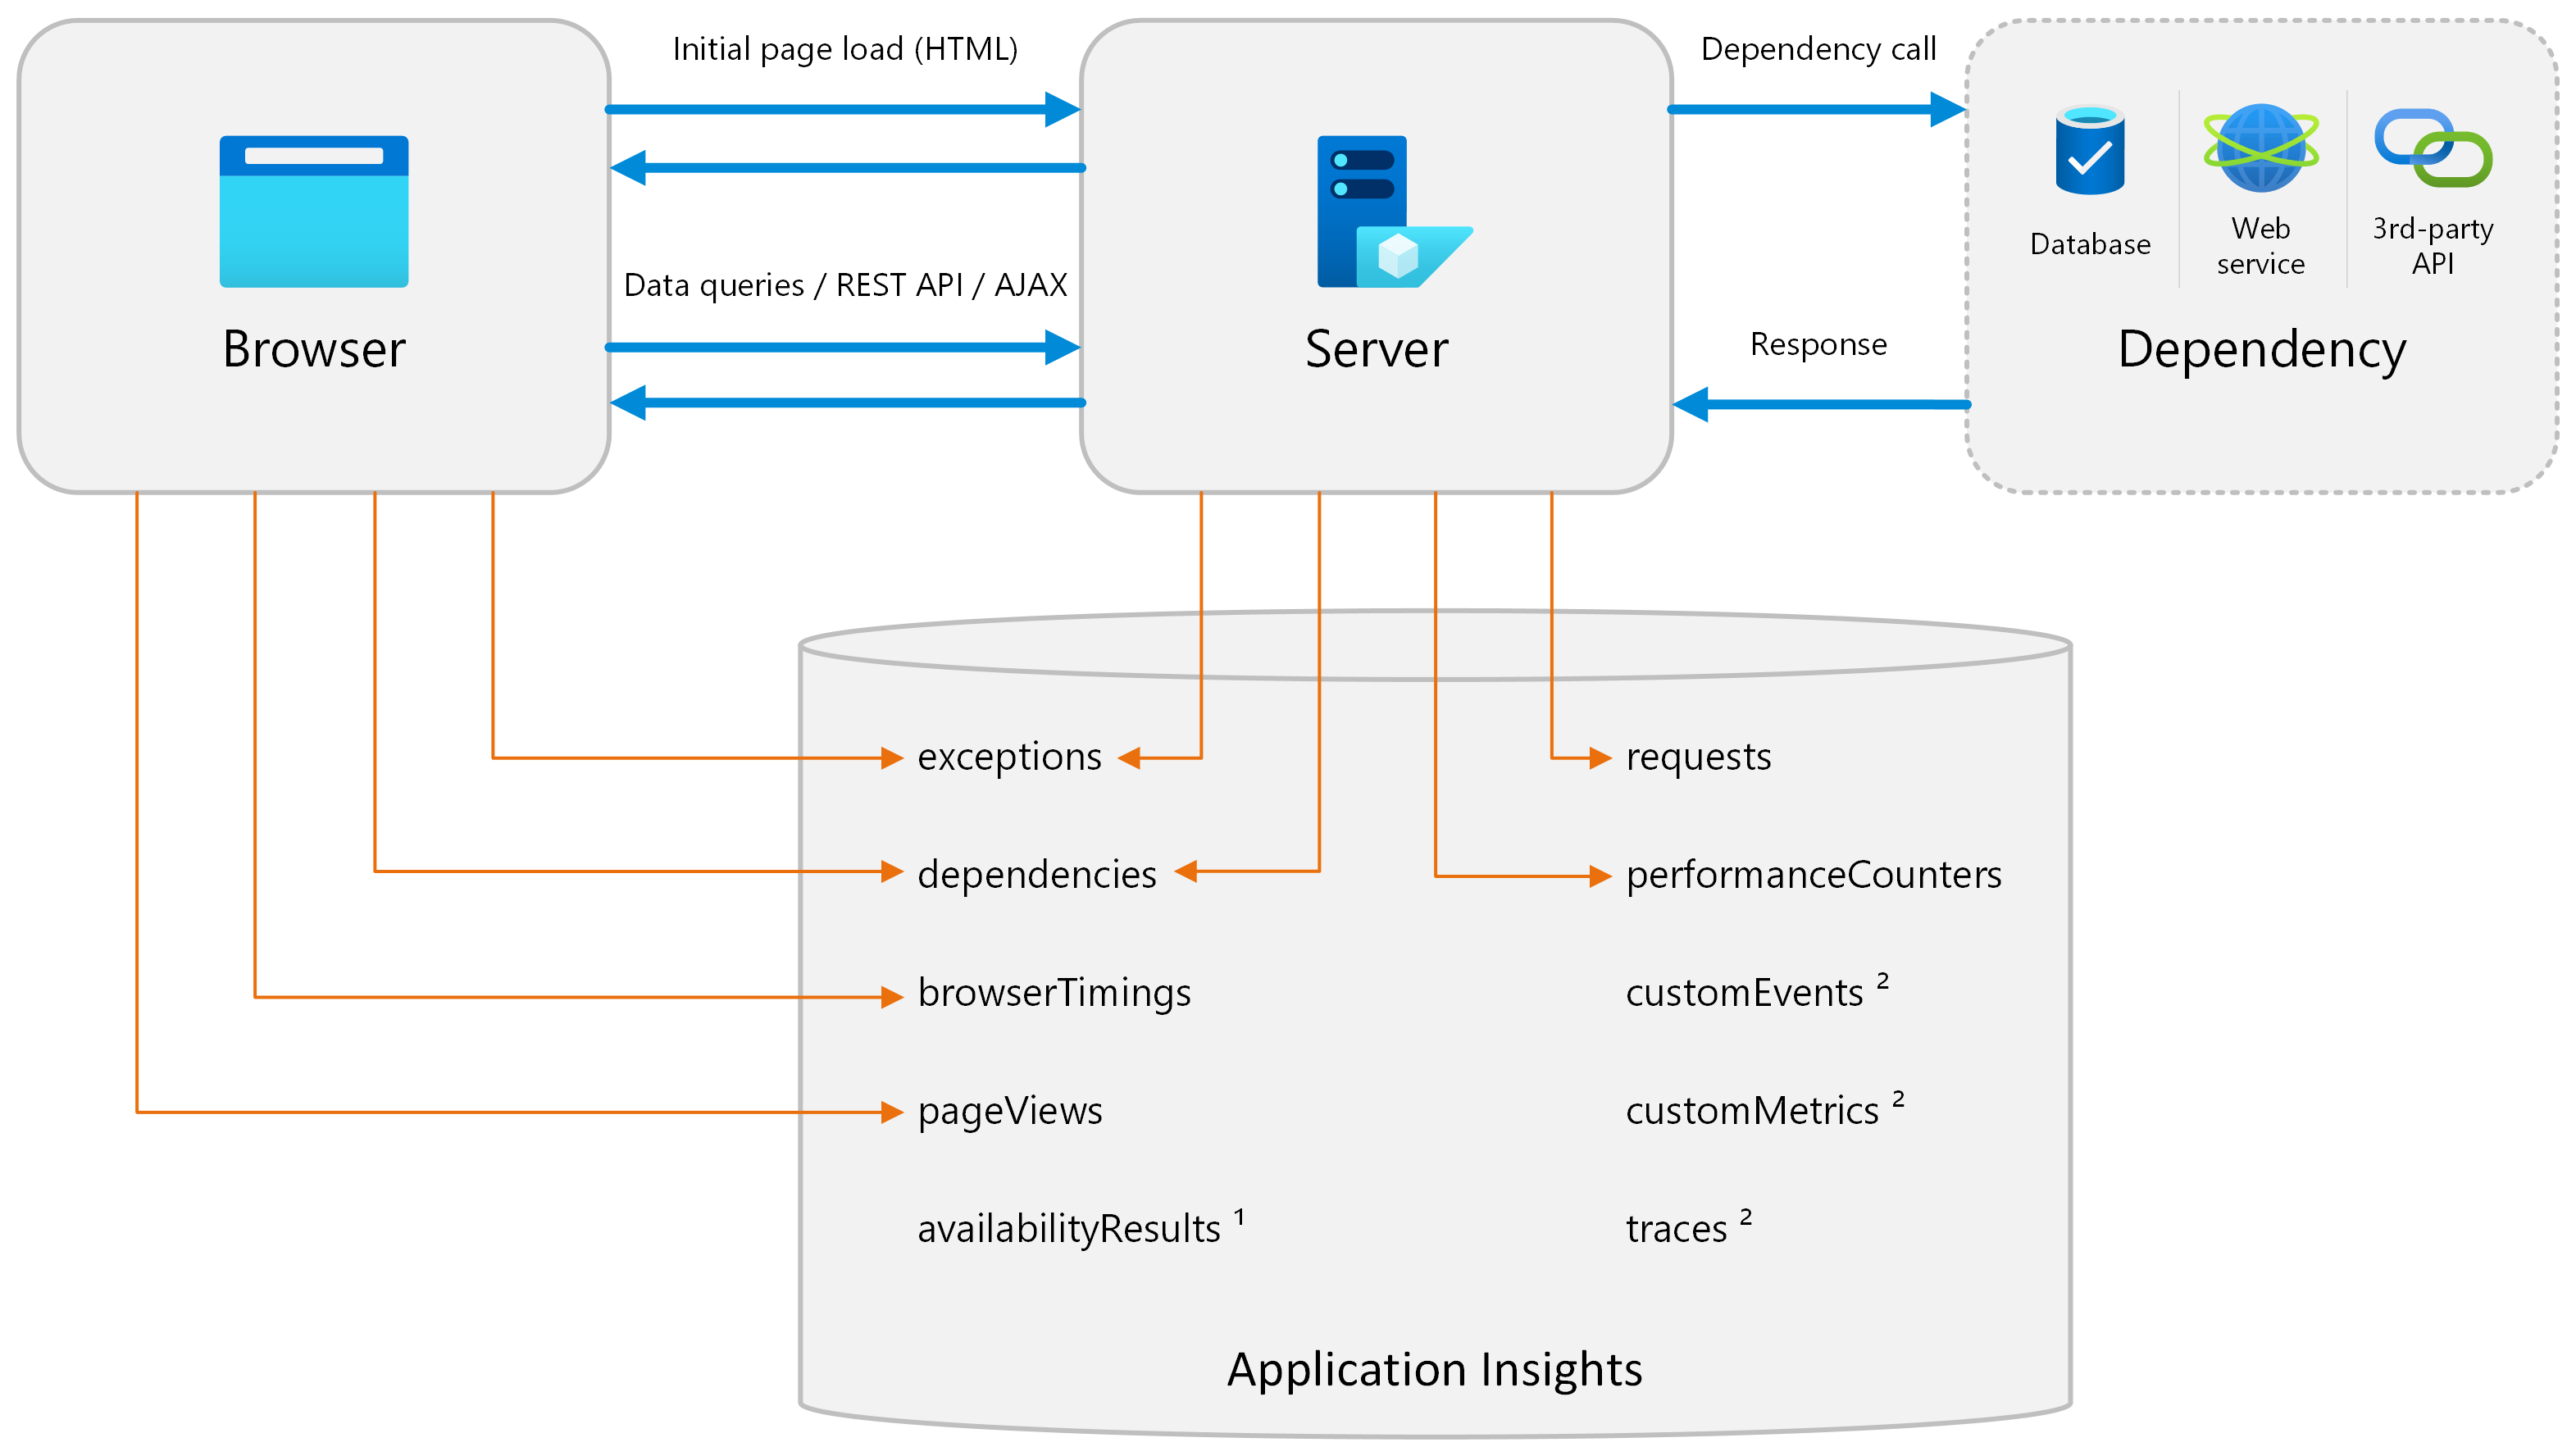 Initial page load (HTML)
Dependency call
Database
Web
service
3rd-party
API
Data queries / REST API / AJAX
Browser
Server
Response
Dependency
exceptions
requests
dependencies
performanceCounters
browserTimings
customEvents ²
pageViews
customMetrics ²
availabilityResults ¹
traces ²
Application Insights